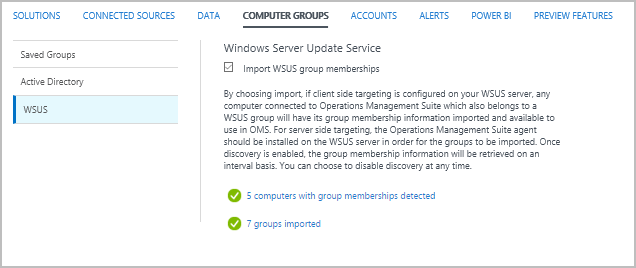 SOLUTIONS CONNECTED SOURCES DATA COMPUTER GROUPS ACCOUNTS ALERTS POWER BI PREVIEW FEATURES
Saved Groups
Active Directory
WSUS
Windows Server Update Service
Import WSUS group memberships
By choosing import, if client side targeting is configured on your WSUS server, any
computer connected to Operations Management Suite which also belongs to a
WSUS group will have its group membership information imported and available to
use in OMS. For server side targeting, the Operations Management Suite agent
should be installed on the WSUS server in order for the groups to be imported. Once
discovery is enabled, the group membership information will be retrieved on an
interval basis. You can choose to disable discovery at any time.
5 computers with group memberships detected
7 groups imported